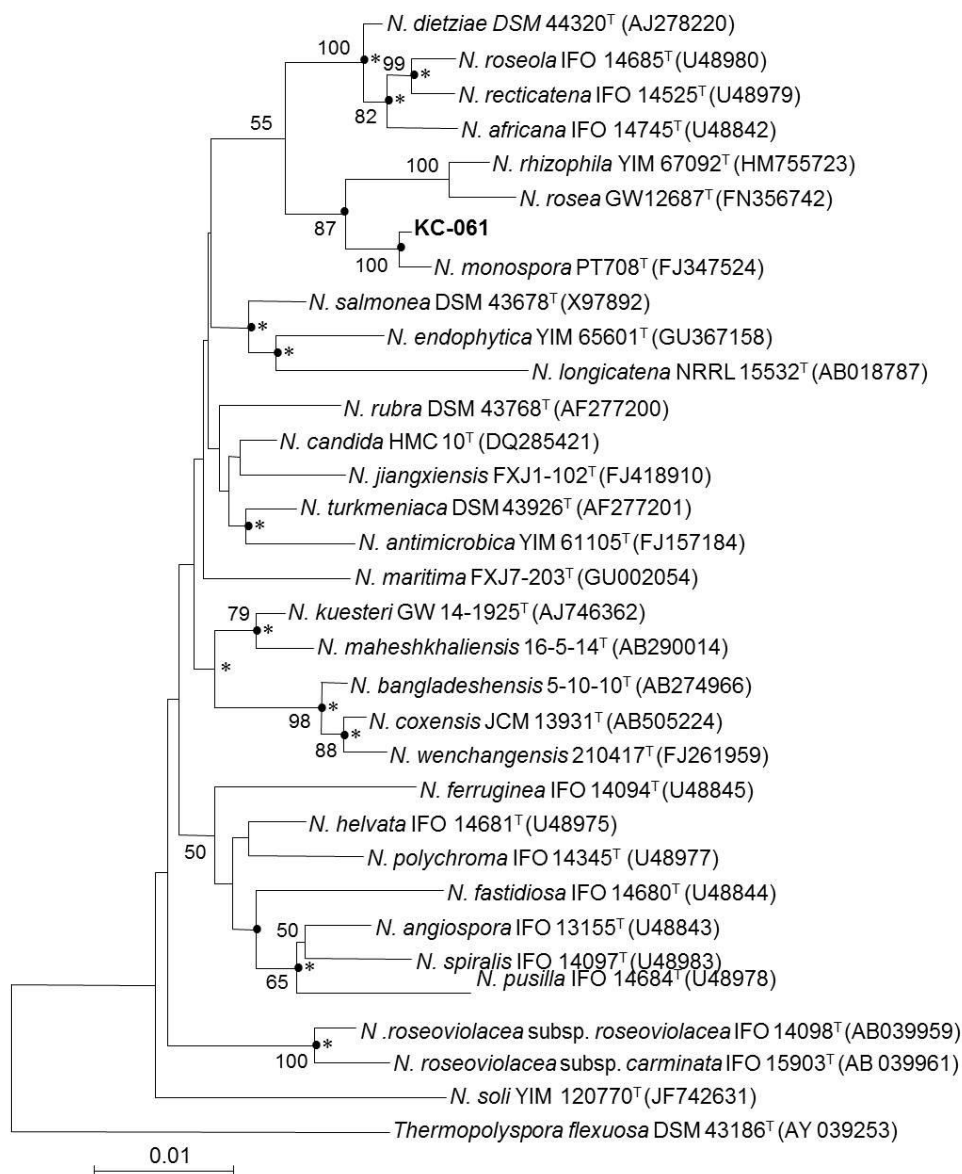 N. dietziae DSM 44320ᵀ (AJ278220)
100
*
99
*
N. roseola IFO 14685ᵀ (U48980)
N. recticatena IFO 14525ᵀ (U48979)
*
82
N. africana IFO 14745ᵀ (U48842)
55
100
N. rhizophila YIM 67092ᵀ (HM755723)
N. rosea GW12687ᵀ (FN356742)
87
KC-061
100
N. monospora PT708ᵀ (FJ347524)
N. salmonea DSM 43678ᵀ (X97892)
*
N. endophytica YIM 65601ᵀ (GU367158)
*
N. longicatena NRRL 15532ᵀ (AB018787)
N. rubra DSM 43768ᵀ (AF277200)
N. candida HMC 10ᵀ (DQ285421)
N. jiangxiensis FXJ1-102ᵀ (FJ418910)
N. turkmeniaca DSM 43926ᵀ (AF277201)
*
N. antimicrobica YIM 61105ᵀ (FJ157184)
N. maritima FXJ7-203ᵀ (GU002054)
79
N. kuesteri GW 14-1925ᵀ (AJ746362)
*
N. maheshkhaliensis 16-5-14ᵀ (AB290014)
*
N. bangladeshensis 5-10-10ᵀ (AB274966)
*
98
N. coxensis JCM 13931ᵀ (AB505224)
*
88
N. wenchangensis 210417ᵀ (FJ261959)
N. ferruginea IFO 14094ᵀ (U48845)
50
N. helvata IFO 14681ᵀ (U48975)
N. polychroma IFO 14345ᵀ (U48977)
N. fastidiosa IFO 14680ᵀ (U48844)
50
N. angiospora IFO 13155ᵀ (U48843)
N. spiralis IFO 14097ᵀ (U48983)
*
65
N. pusilla IFO 14684ᵀ (U48978)
N .roseoviolacea subsp. roseoviolacea IFO 14098ᵀ (AB039959)
*
100
N. roseoviolacea subsp. carminata IFO 15903ᵀ (AB 039961)
N. soli YIM 120770ᵀ (JF742631)
Thermopolyspora flexuosa DSM 43186ᵀ (AY 039253)
0.01